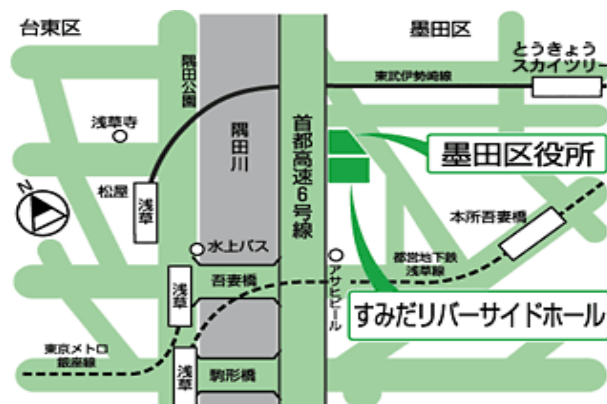 台東区
墨田区
とうきょう
スカイツリー
東武伊勢崎線
隅田公園
浅草寺
隅田川
首都高速6号線
墨田区役所
N
松屋
浅草
本所吾妻橋
水上バス
都営地下鉄
浅草線
アサヒビール
吾妻橋
浅草
すみだリバーサイドホール
東京メトロ
銀座線
浅草
駒形橋